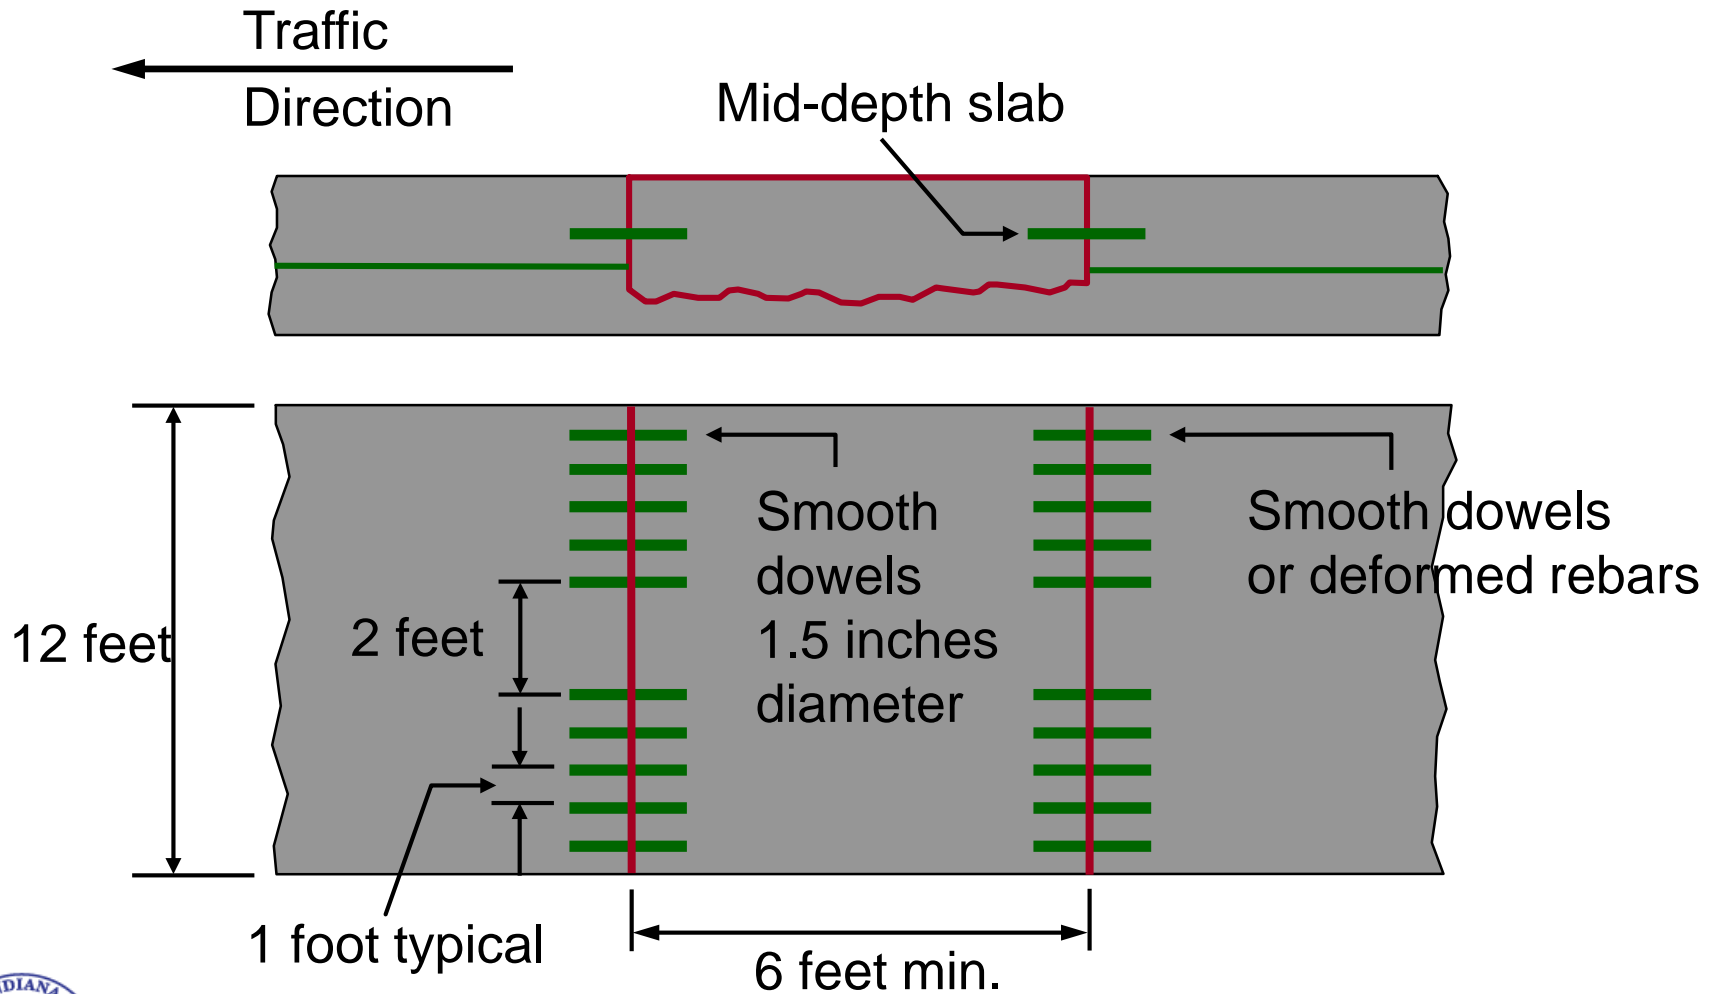 Traffic
Direction
Mid-depth slab
Smooth
dowels
1.5 inches
diameter
Smooth dowels
or deformed rebars
12 feet
2 feet
1 foot typical
6 feet min.